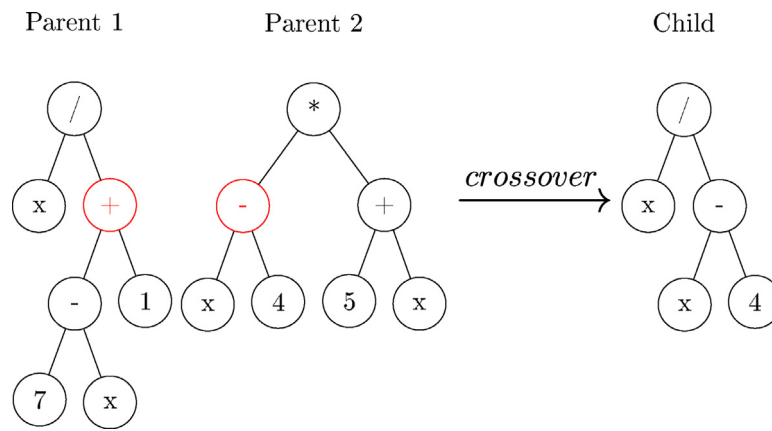 Parent 1 Parent 2 Child
/ * /
x + - + crossover x -
- 1 x 4 5 x x 4
7 x